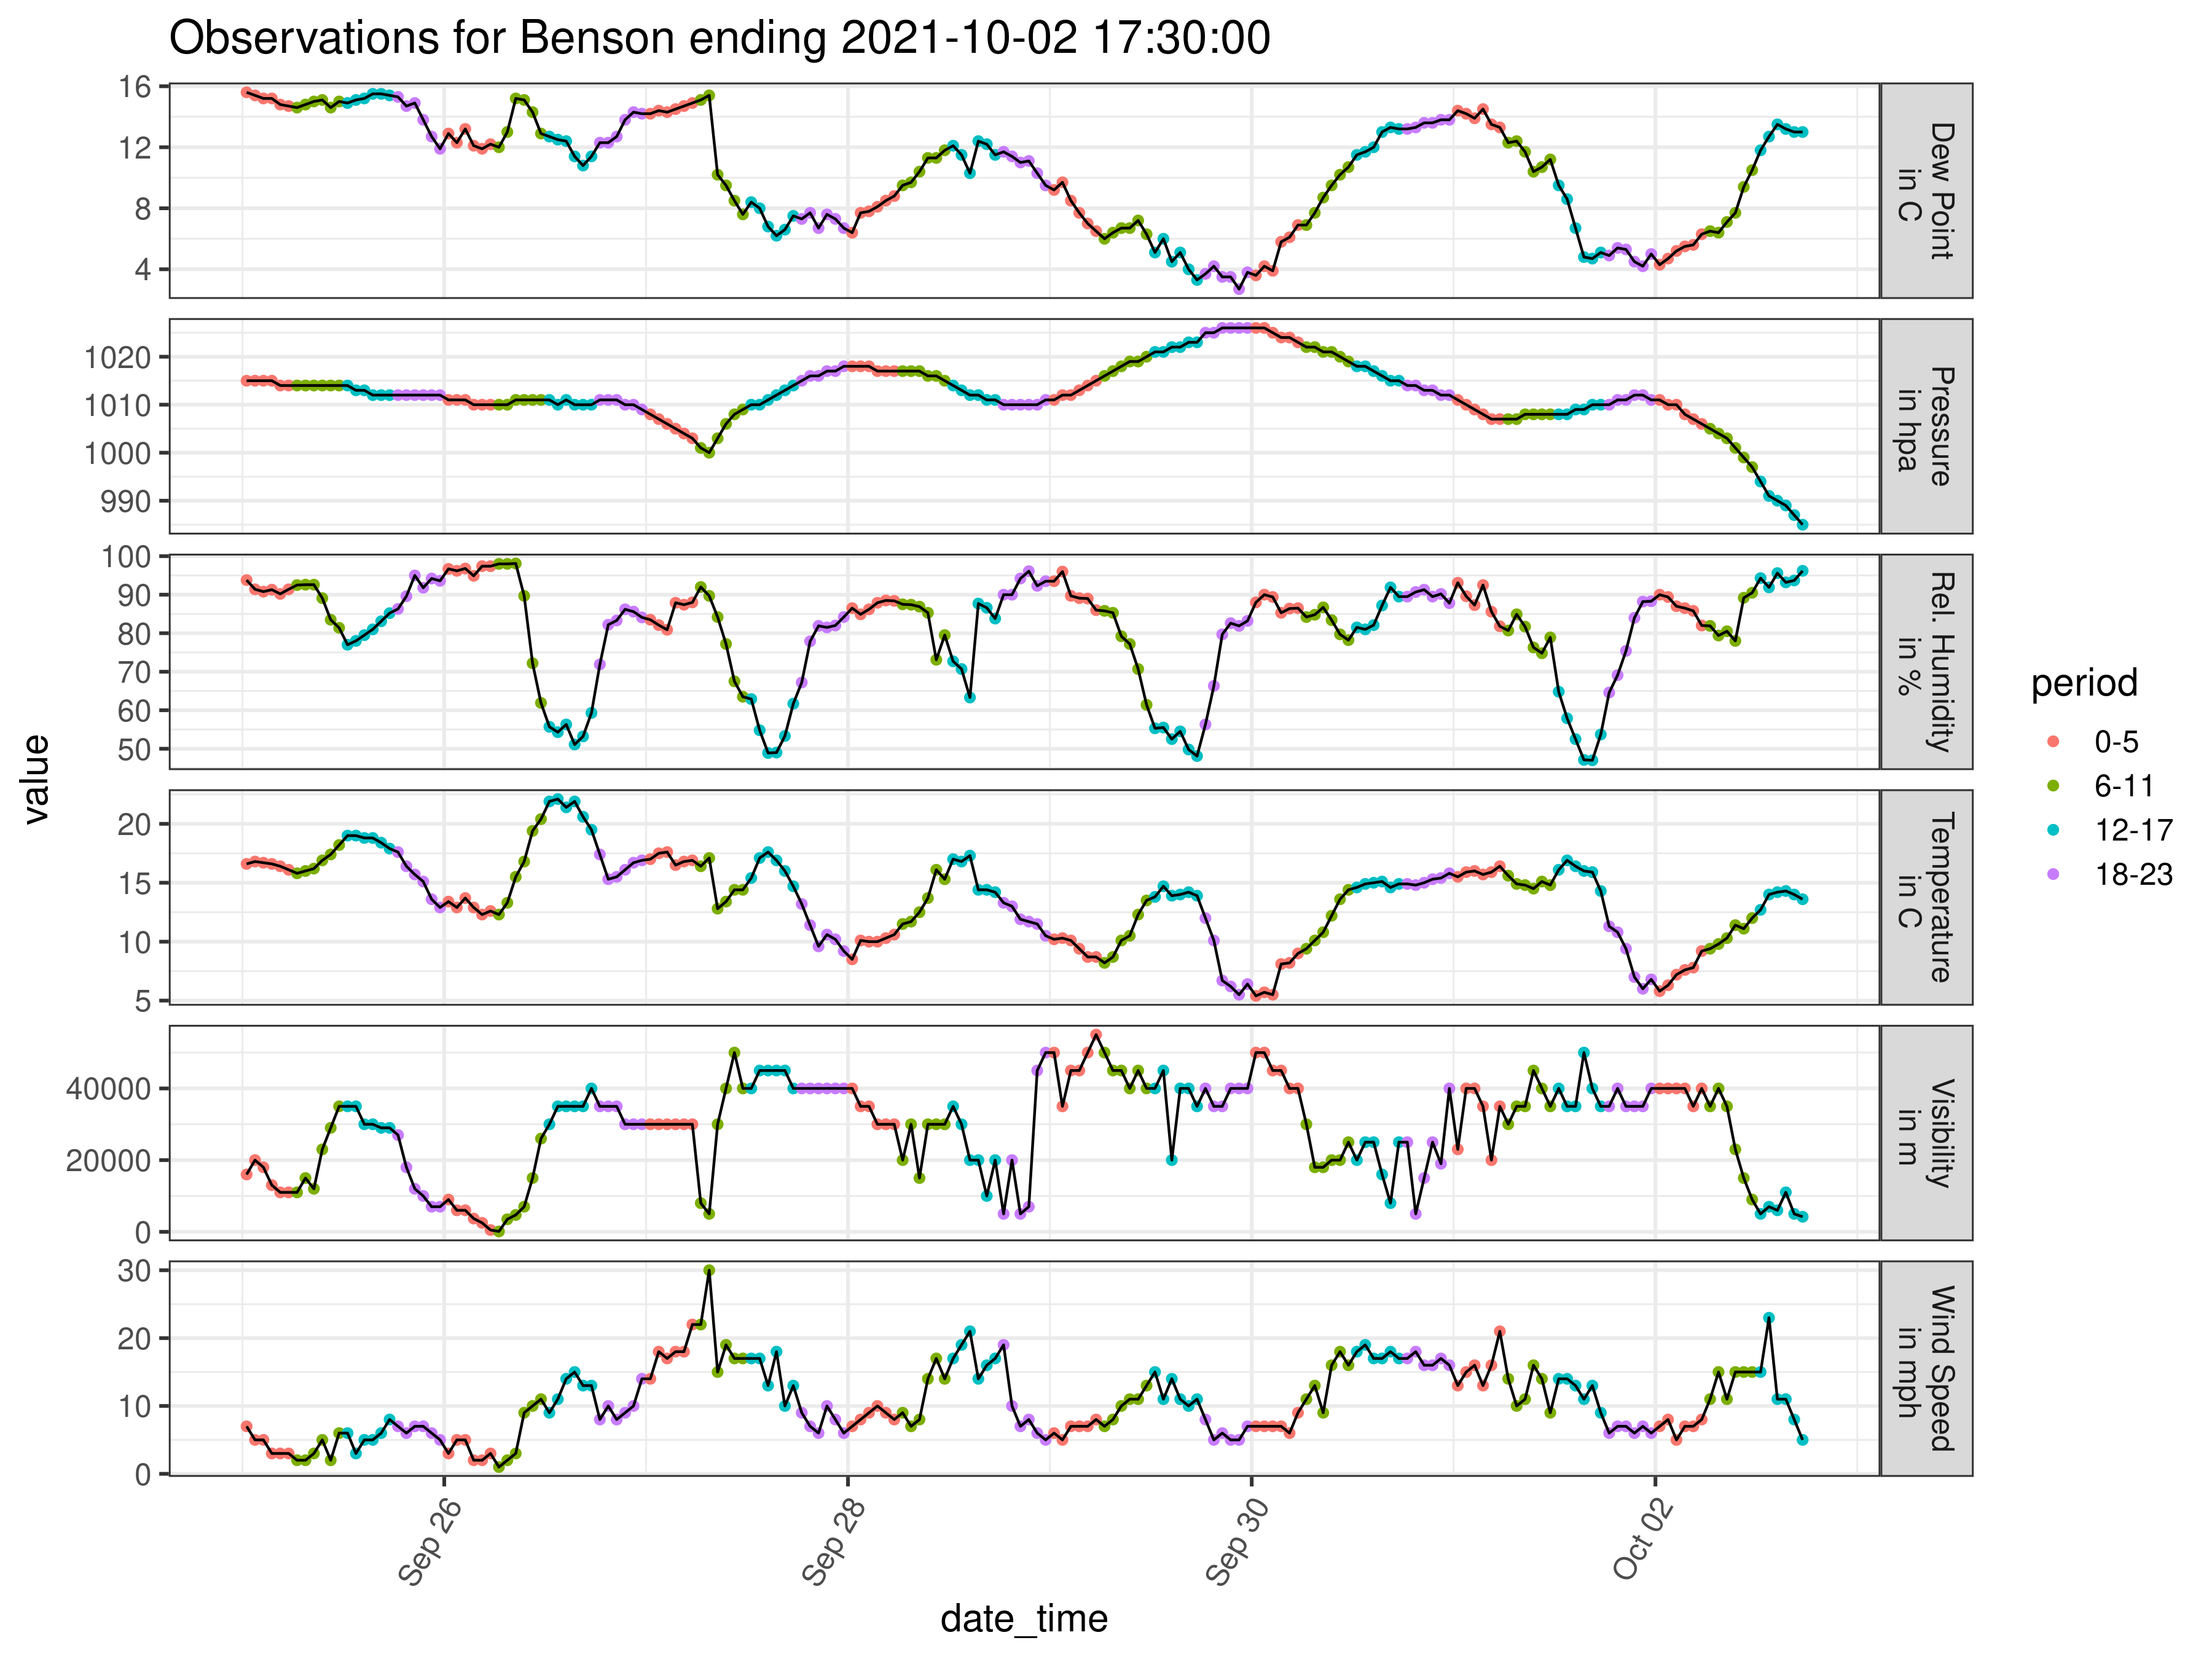 Observations for Benson ending 2021-10-02 17:30:00
value
16
12
8
4
Dew Point
in C
1020
1010
1000
990
Pressure
in hpa
100
90
80
70
60
50
Rel. Humidity
in %
20
15
10
5
Temperature
in C
40000
20000
0
Visibility
in m
30
20
10
0
Wind Speed
in mph
Sep 26
Sep 28
Sep 30
Oct 02
date_time
period
0-5
6-11
12-17
18-23